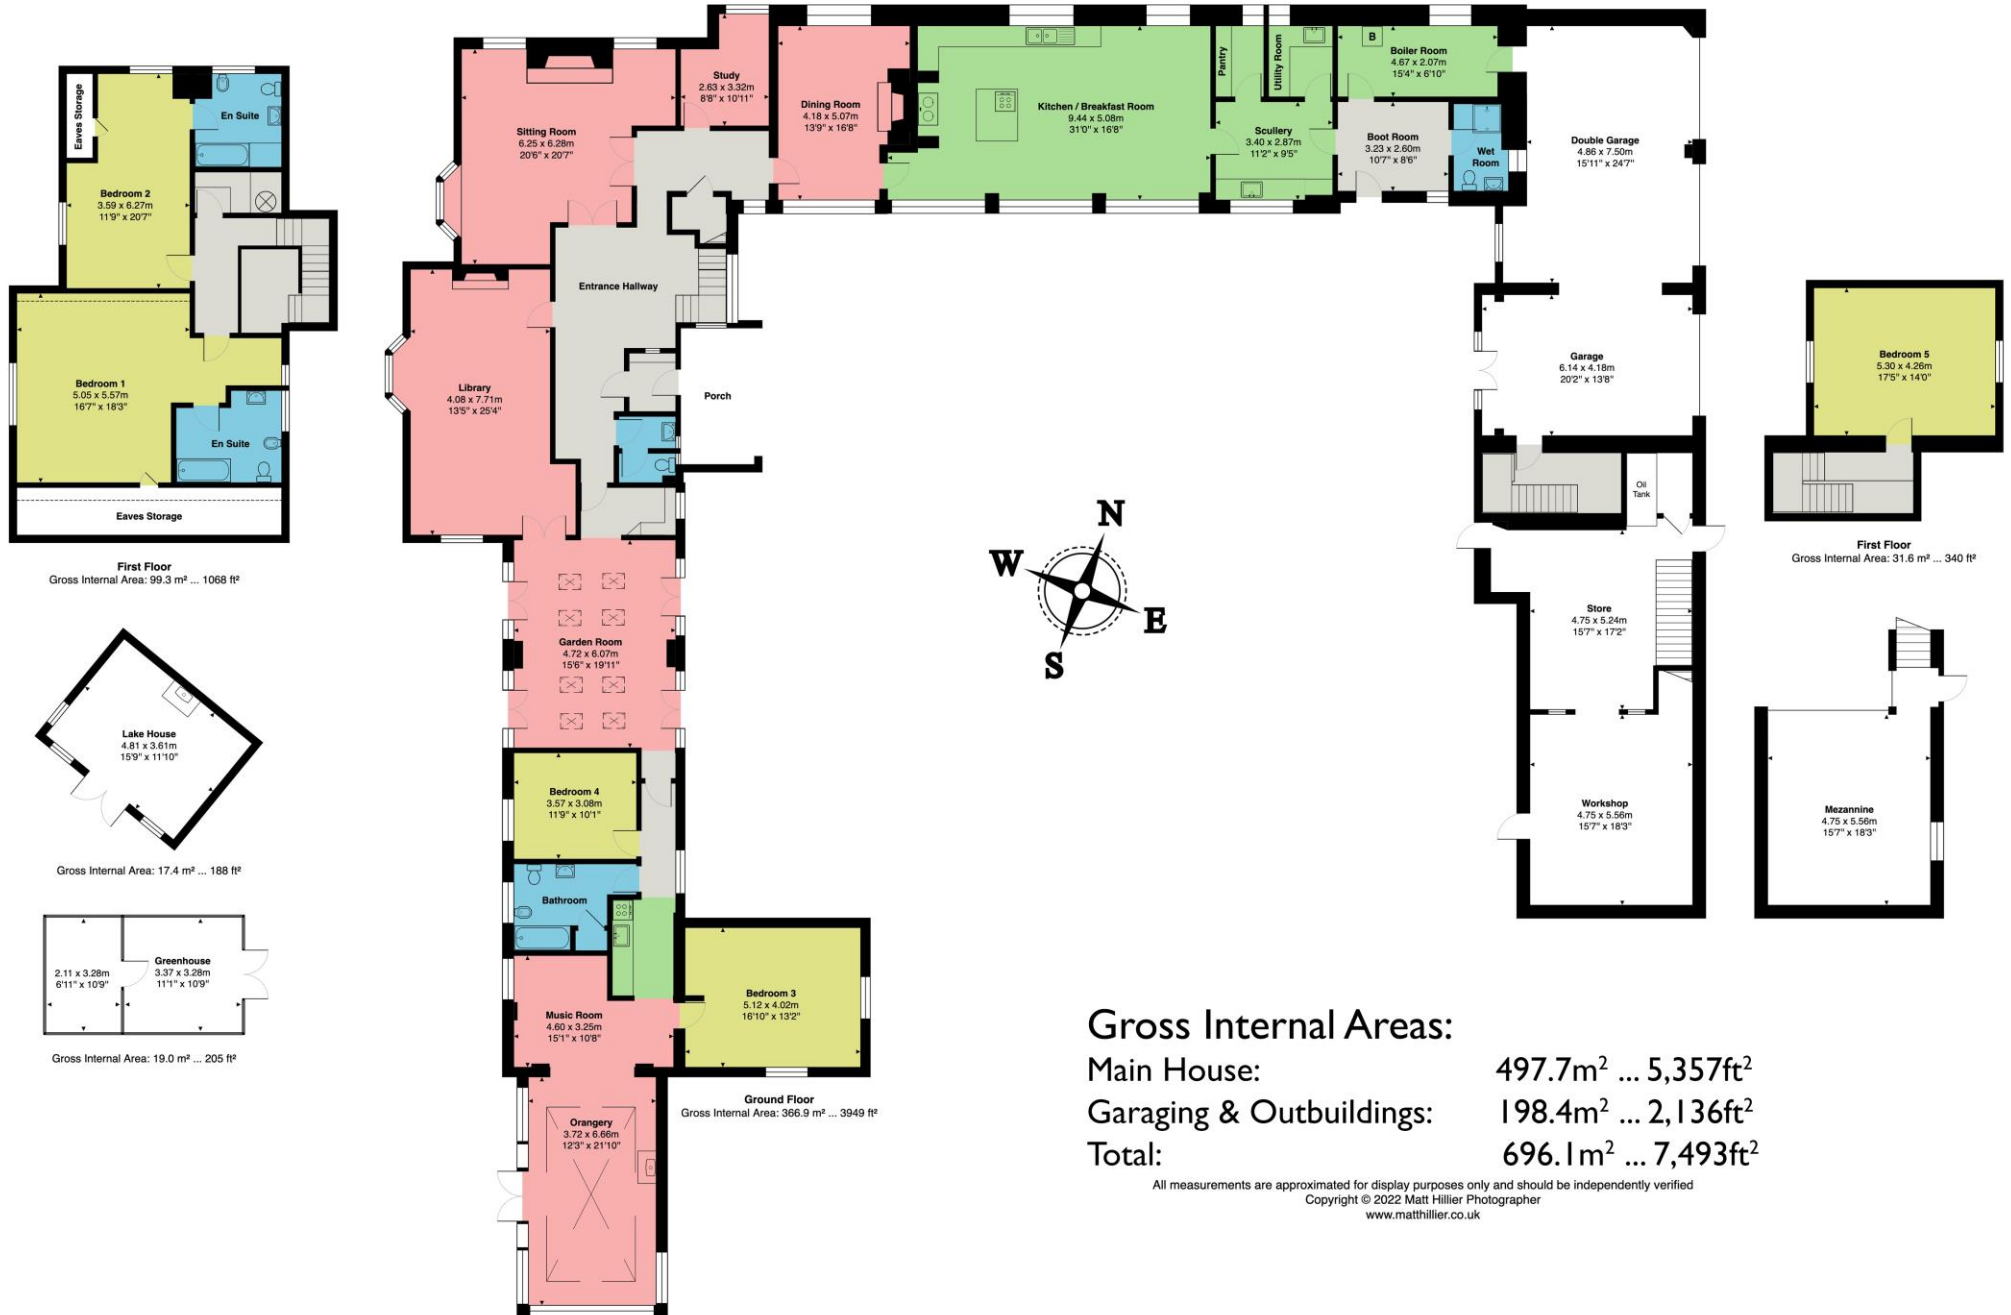 Eaves Storage
En Suite
Bedroom 2
3.59 x 6.27m
11'9" x 20'7"
Bedroom 1
5.05 x 5.57m
16'7" x 18'3"
En Suite
Eaves Storage
First Floor
Gross Internal Area: 99.3 m² ... 1068 ft²
Lake House
4.81 x 3.61m
15'9" x 11'10"
Gross Internal Area: 17.4 m² ... 188 ft²
2.11 x 3.28m
6'11" x 10'9"
Greenhouse
3.37 x 3.28m
11'1" x 10'9"
Gross Internal Area: 19.0 m² ... 205 ft²
Sitting Room
6.25 x 6.28m
20'6" x 20'7"
Study
2.63 x 3.32m
8'8" x 10'11"
Dining Room
4.18 x 5.07m
13'9" x 16'8"
Kitchen / Breakfast Room
9.44 x 5.08m
31'0" x 16'8"
Pantry
Utility Room
B
Boiler Room
4.67 x 2.07m
15'4" x 6'10"
Scullery
3.40 x 2.87m
11'2" x 9'5"
Boot Room
3.23 x 2.60m
10'7" x 8'6"
Wet
Room
Double Garage
4.86 x 7.50m
15'11" x 24'7"
Entrance Hallway
Library
4.08 x 7.71m
13'5" x 25'4"
Porch
Garage
6.14 x 4.18m
20'2" x 13'8"
Bedroom 5
5.30 x 4.26m
17'5" x 14'0"
Oil
Tank
First Floor
Gross Internal Area: 31.6 m² ... 340 ft²
N
W
E
S
Garden Room
4.72 x 6.07m
15'6" x 19'11"
Store
4.75 x 5.24m
15'7" x 17'2"
Bedroom 4
3.57 x 3.08m
11'9" x 10'1"
Workshop
4.75 x 5.56m
15'7" x 18'3"
Mezannine
4.75 x 5.56m
15'7" x 18'3"
Bathroom
Bedroom 3
5.12 x 4.02m
16'10" x 13'2"
Music Room
4.60 x 3.25m
15'1" x 10'8"
Ground Floor
Gross Internal Area: 366.9 m² ... 3949 ft²
Orangery
3.72 x 6.66m
12'3" x 21'10"
Gross Internal Areas:
Main House: 497.7m² ... 5,357ft²
Garaging & Outbuildings: 198.4m² ... 2,136ft²
Total: 696.1m² ... 7,493ft²
All measurements are approximated for display purposes only and should be independently verified
Copyright © 2022 Matt Hillier Photographer
www.matthillier.co.uk